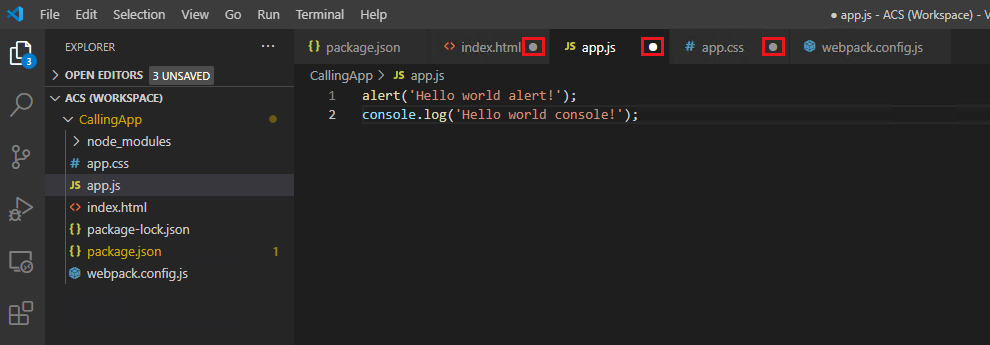 File Edit Selection View Go Run Terminal Help
● app.js - ACS (Workspace) - V
EXPLORER ···
{} package.json <> index.html ● JS app.js ● # app.css ● webpack.config.js
3
OPEN EDITORS 3 UNSAVED
CallingApp > JS app.js
ACS (WORKSPACE)
1 alert('Hello world alert!');
2 console.log('Hello world console!');
CallingApp
node_modules
# app.css
JS app.js
<> index.html
{} package-lock.json
{} package.json 1
webpack.config.js